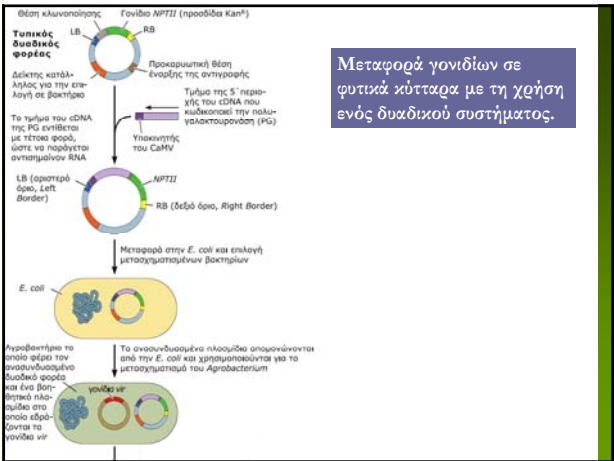 Θέση κλωνοποίησης
Γονίδιο NPTII (προσδίδει Kanᴿ)
Τυπικός
δυαδικός
φορέας
LB
RB
Προκαρυωτική θέση
έναρξης της αντιγραφής
Δείκτης κατάλ-
ληλος για την επι-
λογή σε βακτήρια
Τμήμα της 5΄περιο-
χής του cDNA που
κωδικοποιεί την πολυ-
γαλακτουρονάση (PG)
Το τμήμα του cDNA
της PG εντίθεται
με τέτοια φορά,
ώστε να παράγεται
αντισημαίνον RNA
Υποκινητής
του CaMV
LB (αριστερό
όριο, Left
Border)
NPTII
RB (δεξιό όριο, Right Border)
Μεταφορά στην E. coli και επιλογή
μετασχηματισμένων βακτηρίων
E. coli
Αγροβακτήριο το
οποίο φέρει τον
ανασυνδυασμένο
δυαδικό φορέα
και ένα βοη-
θητικό πλα-
σμίδιο στο
οποίο εδρά-
ζονται τα
γονίδια vir
Τα ανασυνδυασμένα πλασμίδια απομονώνονται
από την E. coli και χρησιμοποιούνται για το
μετασχηματισμό του Agrobacterium
γονίδια vir
Μεταφορά γονιδίων σε
φυτικά κύτταρα με τη χρήση
ενός δυαδικού συστήματος.